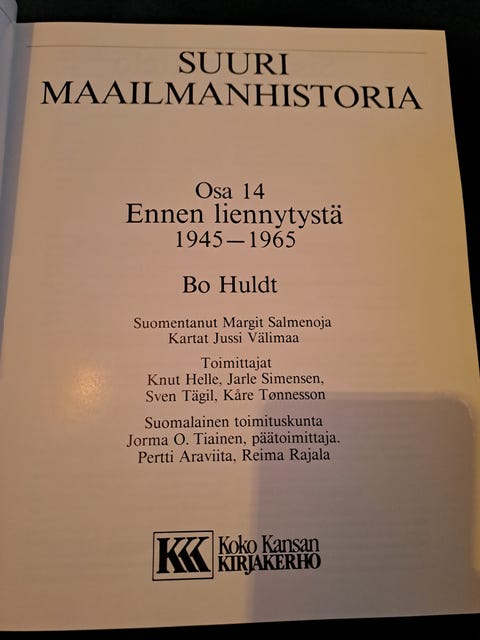 SUURI
MAAILMANHISTORIA
Osa 14
Ennen liennytystä
1945—1965
Bo Huldt
Suomentanut Margit Salmenoja
Kartat Jussi Välimaa
Toimittajat
Knut Helle, Jarle Simensen,
Sven Tägil, Kåre Tønnesson
Suomalainen toimituskunta
Jorma O. Tiainen, päätoimittaja.
Pertti Araviita, Reima Rajala
KKK Koko Kansan
KIRJAKERHO